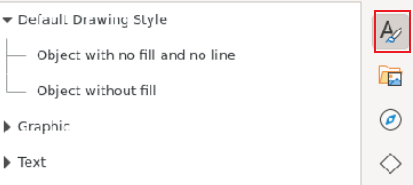 Default Drawing Style
Object with no fill and no line
Object without fill
Graphic
Text